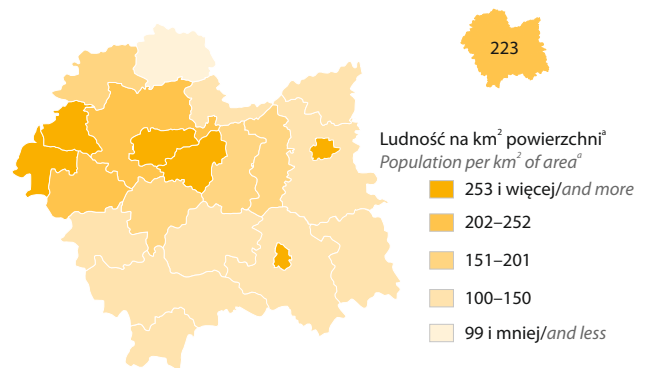 223
Ludność na km² powierzchniᵃ
Population per km² of areaᵃ
253 i więcej/and more
202–252
151–201
100–150
99 i mniej/and less